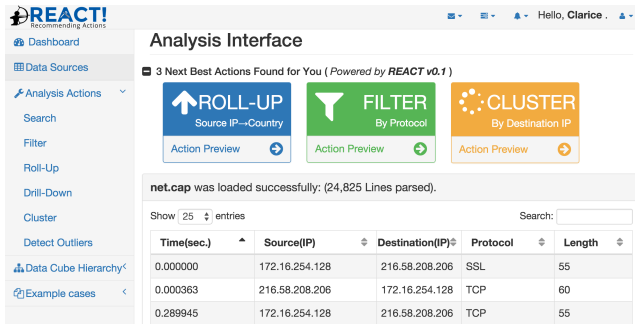 REACT!
Recommending Actions
Hello, Clarice .
Dashboard
Data Sources
Analysis Actions
Search
Filter
Roll-Up
Drill-Down
Cluster
Detect Outliers
Data Cube Hierarchy
Example cases
Analysis Interface
3 Next Best Actions Found for You ( Powered by REACT v0.1 )
ROLL-UP
Source IP→Country
Action Preview
FILTER
By Protocol
Action Preview
CLUSTER
By Destination IP
Action Preview
net.cap was loaded successfully: (24,825 Lines parsed).
Show 25 entries
Search:
Time(sec.) Source(IP) Destination(IP) Protocol Length
0.000000 172.16.254.128 216.58.208.206 SSL 55
0.000363 216.58.208.206 172.16.254.128 TCP 60
0.289945 172.16.254.128 216.58.208.206 TCP 55